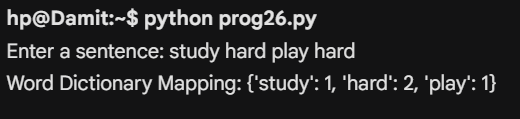 hp@Damit:~$ python prog26.py
Enter a sentence: study hard play hard
Word Dictionary Mapping: {'study': 1, 'hard': 2, 'play': 1}